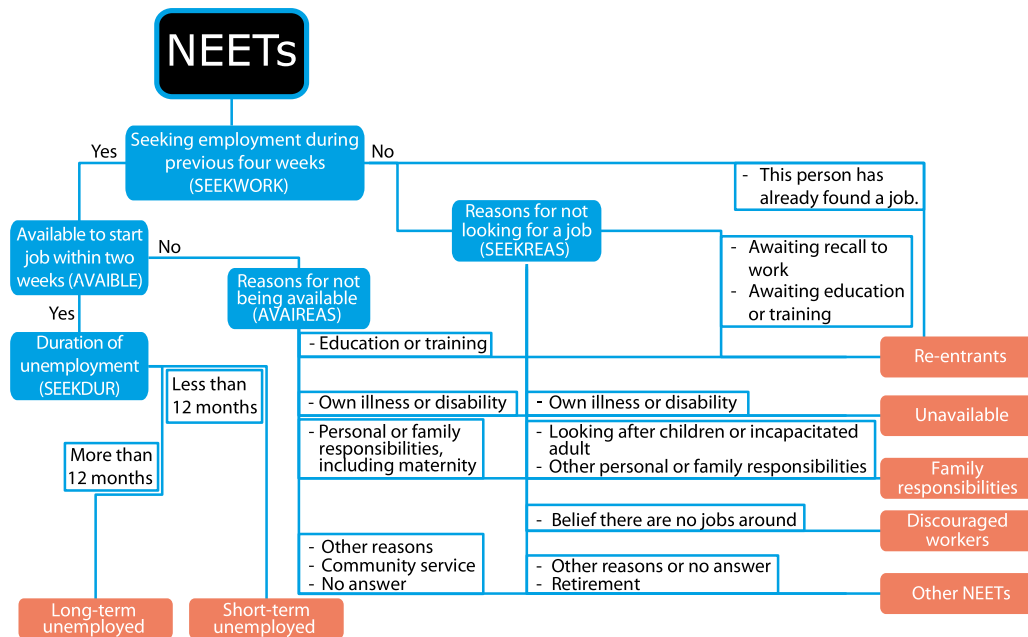 NEETs
Seeking employment during
previous four weeks
(SEEKWORK)
Yes
No
- This person has
already found a job.
Reasons for not
looking for a job
(SEEKREAS)
Available to start
job within two
weeks (AVAIBLE)
No
- Awaiting recall to
work
- Awaiting education
or training
Reasons for not
being available
(AVAIREAS)
Yes
Duration of
unemployment
(SEEKDUR)
- Education or training
Re-entrants
Less than
12 months
- Own illness or disability
- Own illness or disability
Unavailable
- Personal or family
responsibilities,
including maternity
- Looking after children or incapacitated
adult
- Other personal or family responsibilities
More than
12 months
Family
responsibilities
- Belief there are no jobs around
Discouraged
workers
- Other reasons
- Community service
- No answer
- Other reasons or no answer
- Retirement
Other NEETs
Long-term
unemployed
Short-term
unemployed